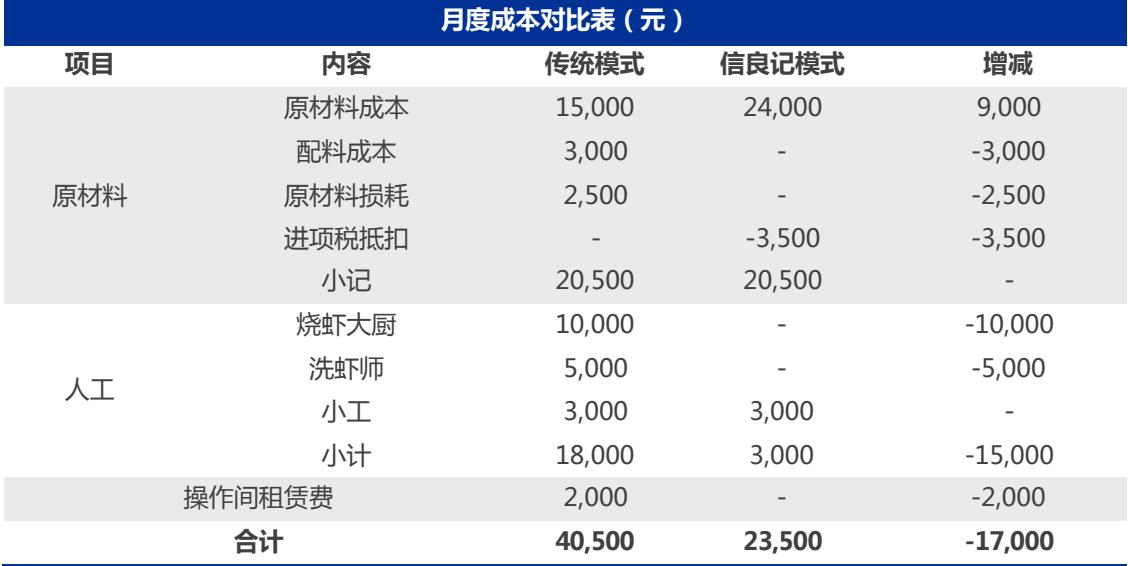 月度成本对比表（元）
项目 内容 传统模式 信良记模式 增减
原材料成本 15,000 24,000 9,000
配料成本 3,000 - -3,000
原材料 原材料损耗 2,500 - -2,500
进项税抵扣 - -3,500 -3,500
小记 20,500 20,500 -
烧虾大厨 10,000 - -10,000
洗虾师 5,000 - -5,000
人工
小工 3,000 3,000 -
小计 18,000 3,000 -15,000
操作间租赁费 2,000 - -2,000
合计 40,500 23,500 -17,000